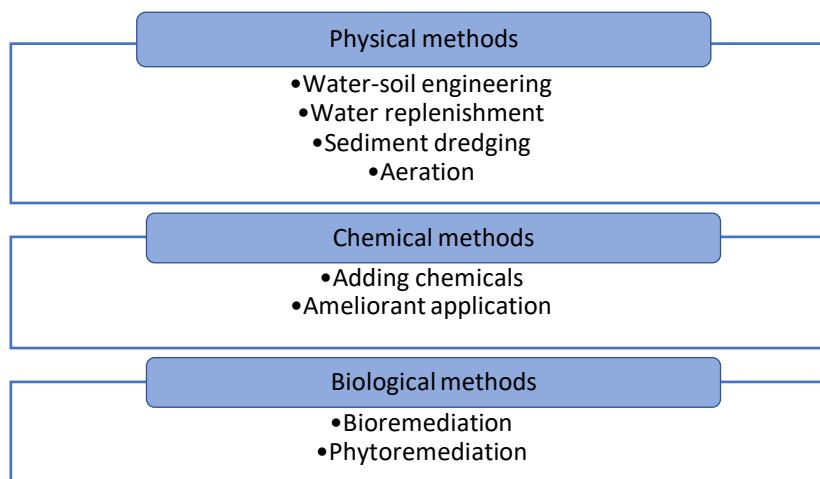 Physical methods
•Water-soil engineering
•Water replenishment
•Sediment dredging
•Aeration
Chemical methods
•Adding chemicals
•Ameliorant application
Biological methods
•Bioremediation
•Phytoremediation